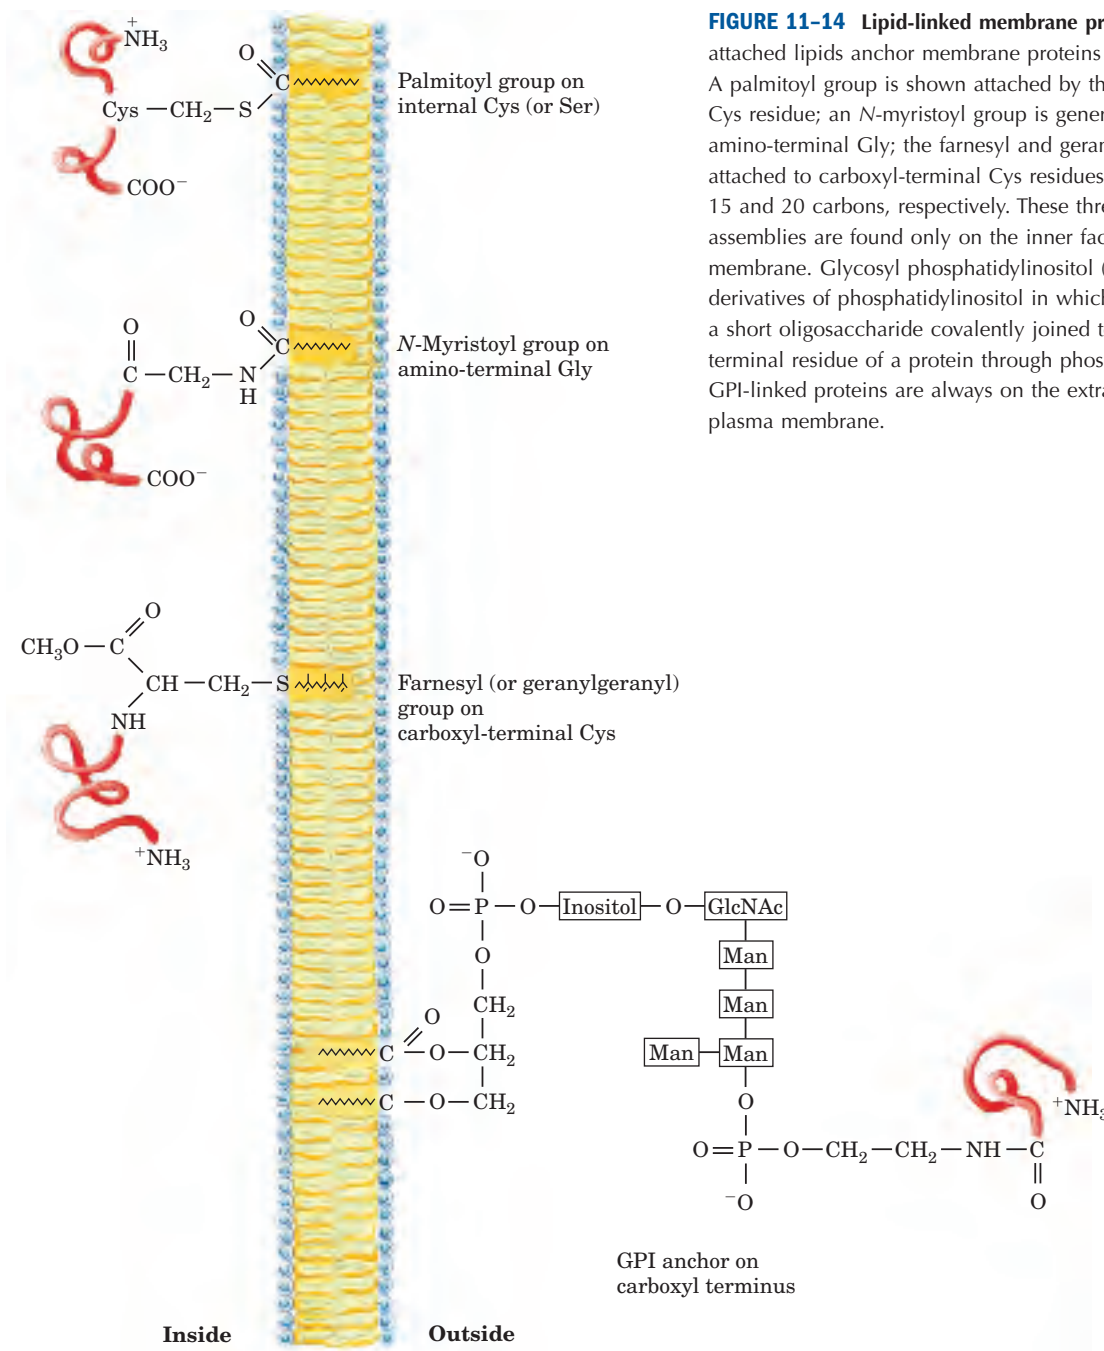 FIGURE 11–14 Lipid-linked membrane pr
attached lipids anchor membrane proteins
A palmitoyl group is shown attached by th
Cys residue; an N-myristoyl group is gener
amino-terminal Gly; the farnesyl and geran
attached to carboxyl-terminal Cys residues
15 and 20 carbons, respectively. These thre
assemblies are found only on the inner fac
membrane. Glycosyl phosphatidylinositol (
derivatives of phosphatidylinositol in which
a short oligosaccharide covalently joined t
terminal residue of a protein through phos
GPI-linked proteins are always on the extra
plasma membrane.
+NH3
O
C
Cys — CH2 — S
COO−
Palmitoyl group on
internal Cys (or Ser)
O
O
C
C — CH2 — N
H
COO−
N-Myristoyl group on
amino-terminal Gly
O
CH3O — C
CH — CH2 — S
NH
+NH3
Farnesyl (or geranylgeranyl)
group on
carboxyl-terminal Cys
−O
O=P — O — Inositol — O — GlcNAc
O
Man
CH2
Man
O
C — O — CH2
Man — Man
C — O — CH2
O
+NH3
O=P — O — CH2 — CH2 — NH — C
−O
O
GPI anchor on
carboxyl terminus
Inside
Outside